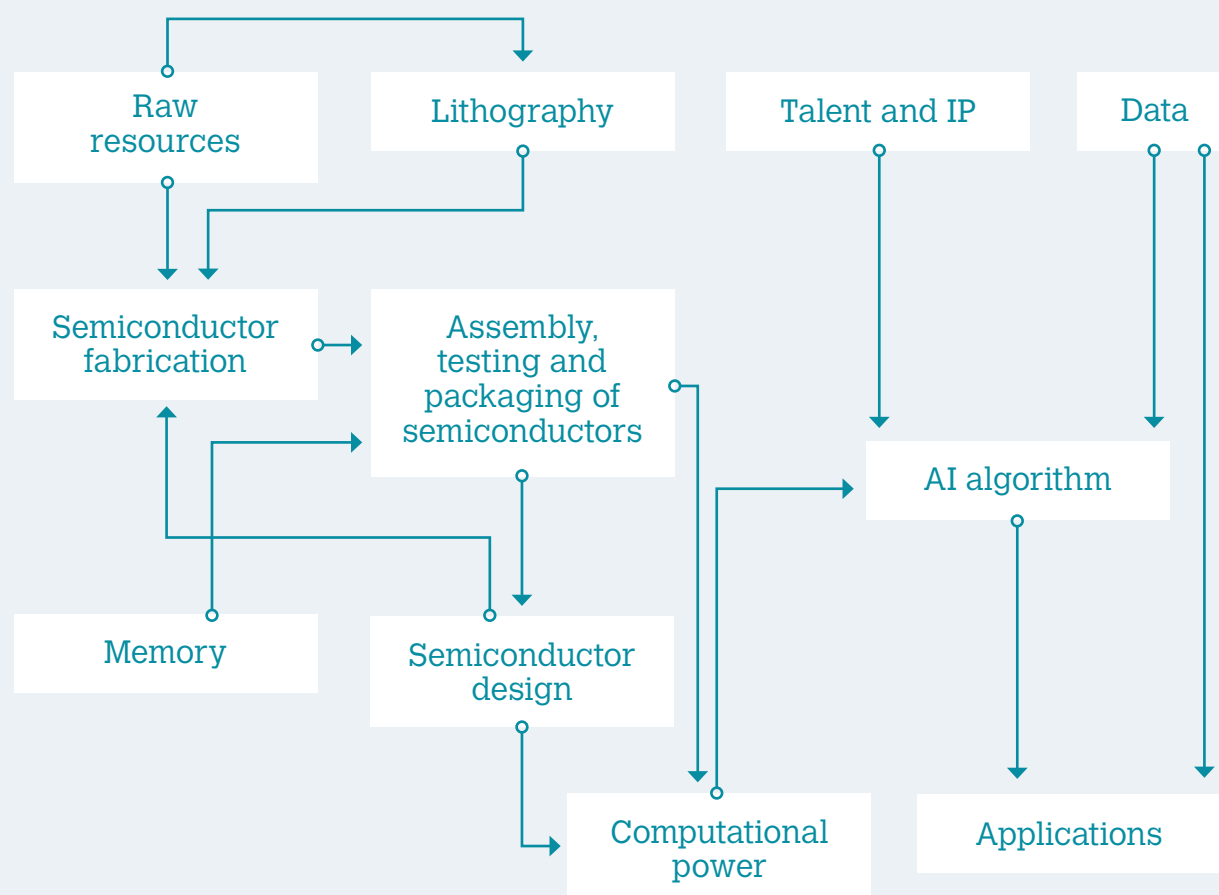 Raw
resources
Lithography
Talent and IP
Data
Semiconductor
fabrication
Assembly,
testing and
packaging of
semiconductors
AI algorithm
Memory
Semiconductor
design
Computational
power
Applications